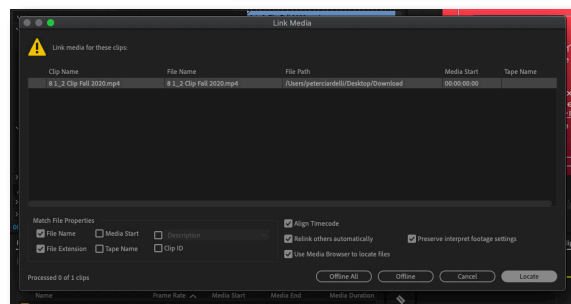 Link Media
Link media for these clips:
Clip Name File Name File Path Media Start Tape Name
8 1_2 Clip Fall 2020.mp4 8 1_2 Clip Fall 2020.mp4 /Users/peterciardelli/Desktop/Download 00:00:00:00
Match File Properties
File Name Media Start Description
File Extension Tape Name Clip ID
Align Timecode
Relink others automatically Preserve interpret footage settings
Use Media Browser to locate files
Processed 0 of 1 clips Offline All Offline Cancel Locate
Name Frame Rate Media Start Media End Media Duration